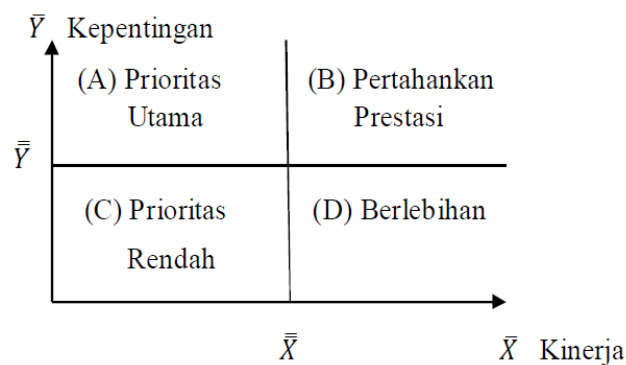 Ȳ Kepentingan
(A) Prioritas
Utama
(B) Pertahankan
Prestasi
Y̿
(C) Prioritas
Rendah
(D) Berlebihan
X̿
X̄ Kinerja